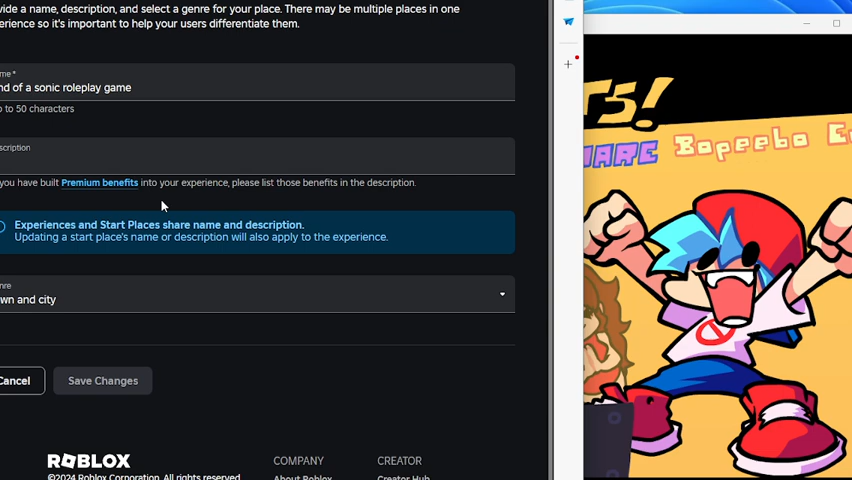 vide a name, description, and select a genre for your place. There may be multiple places in one
erience so it's important to help your users differentiate them.
me *
nd of a sonic roleplay game
p to 50 characters
scription
you have built Premium benefits into your experience, please list those benefits in the description.
Experiences and Start Places share name and description.
Updating a start place's name or description will also apply to the experience.
nre
wn and city
Cancel
Save Changes
ROBLOX
COMPANY
CREATOR
©2024 Roblox Corporation. All rights reserved.
About Roblox
Creator Hub
TS!
Bopeebo